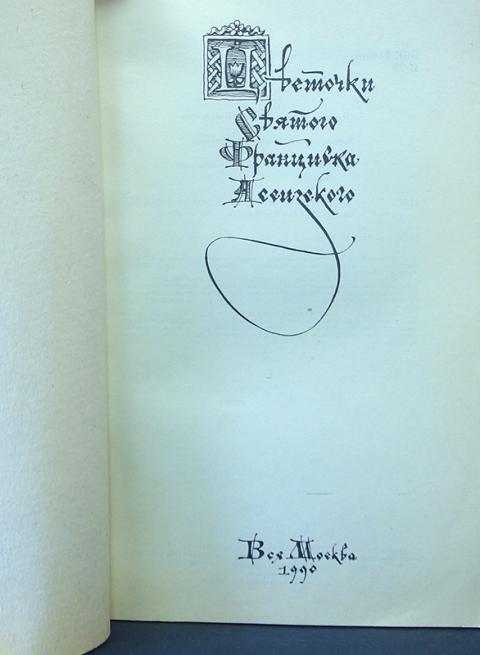 Цветочки
Святого
Франциска
Ассизского
Вся Москва
1990